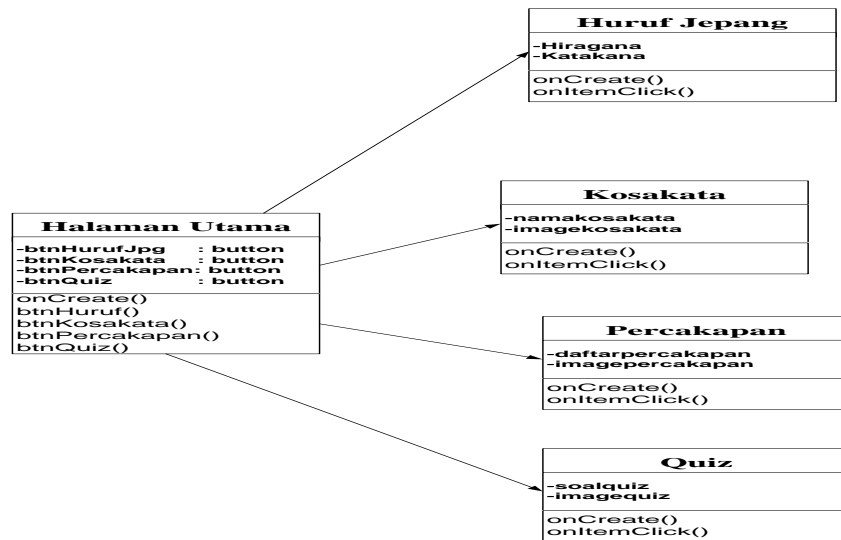 Huruf Jepang
-Hiragana
-Katakana
onCreate()
onItemClick()
Kosakata
-namakosakata
-imagekosakata
onCreate()
onItemClick()
Halaman Utama
-btnHurufJpg : button
-btnKosakata : button
-btnPercakapan: button
-btnQuiz : button
onCreate()
btnHuruf()
btnKosakata()
btnPercakapan()
btnQuiz()
Percakapan
-daftarpercakapan
-imagepercakapan
onCreate()
onItemClick()
Quiz
-soalquiz
-imagequiz
onCreate()
onItemClick()